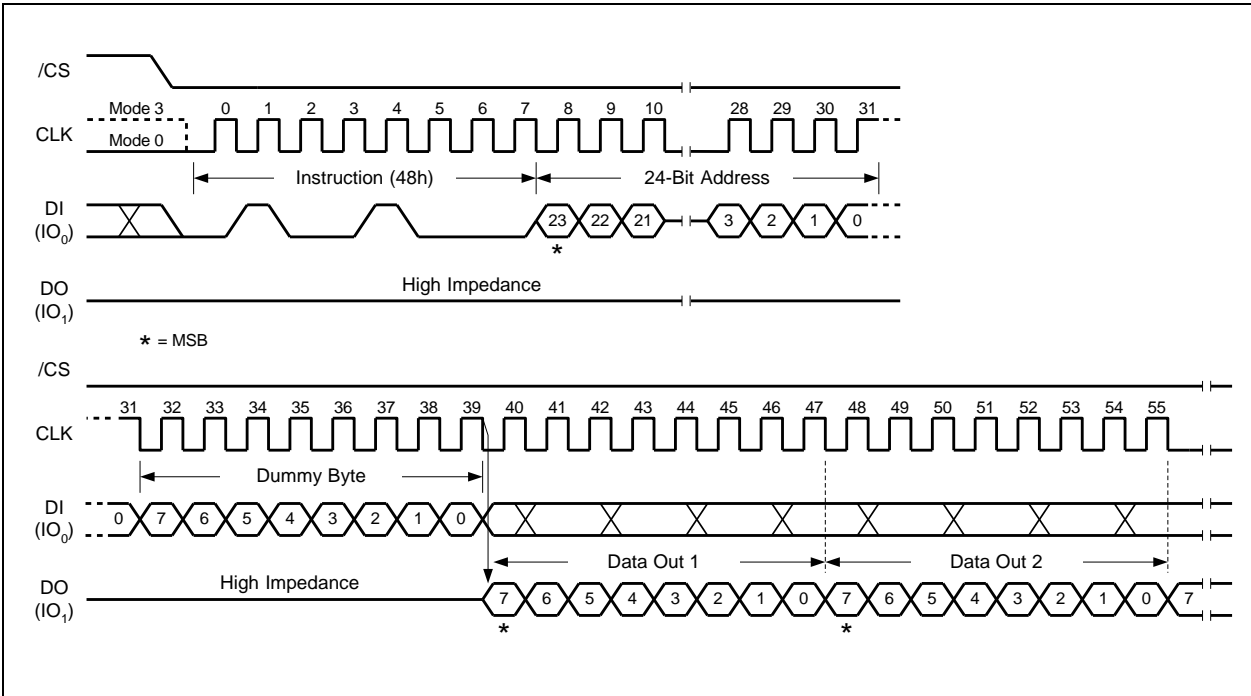 /CS
Mode 3 0 1 2 3 4 5 6 7 8 9 10 28 29 30 31
CLK
Mode 0
Instruction (48h) 24-Bit Address
DI
(IO0) 23 22 21 3 2 1 0
*
DO High Impedance
(IO1)
* = MSB
/CS
31 32 33 34 35 36 37 38 39 40 41 42 43 44 45 46 47 48 49 50 51 52 53 54 55
CLK
Dummy Byte
DI
(IO0) 0 7 6 5 4 3 2 1 0
Data Out 1 Data Out 2
DO High Impedance
(IO1) 7 6 5 4 3 2 1 0 7 6 5 4 3 2 1 0 7
* *